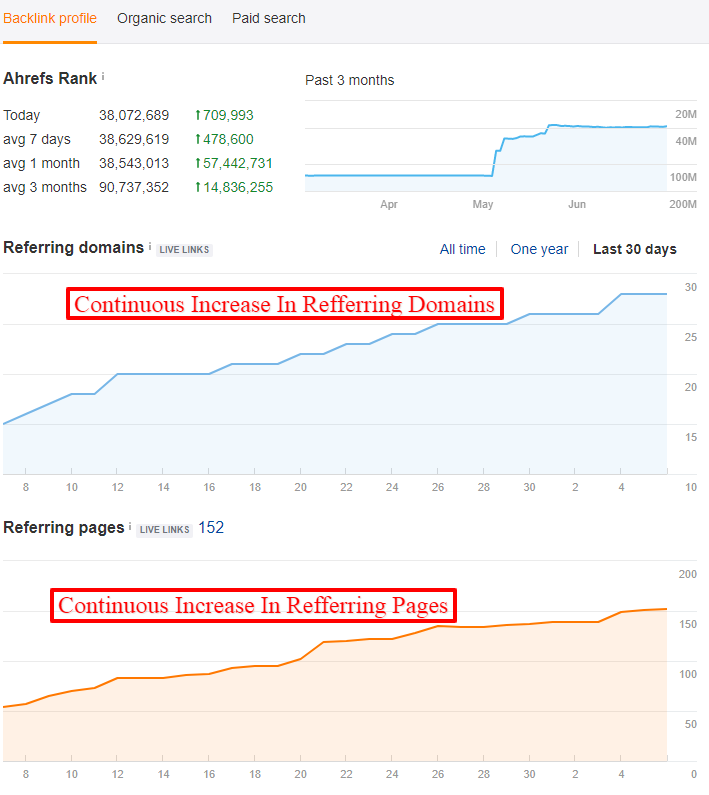 Backlink profile Organic search Paid search
Ahrefs Rank i
Past 3 months
Today 38,072,689 ↑709,993
avg 7 days 38,629,619 ↑478,600
avg 1 month 38,543,013 ↑57,442,731
avg 3 months 90,737,352 ↑14,836,255
20M
40M
100M
200M
Apr May Jun
Referring domains i LIVE LINKS All time One year Last 30 days
Continuous Increase In Refferring Domains
30
25
20
15
10
8 10 12 14 16 18 20 22 24 26 28 30 2 4
Referring pages i LIVE LINKS 152
Continuous Increase In Refferring Pages
200
150
100
50
8 10 12 14 16 18 20 22 24 26 28 30 2 4 0